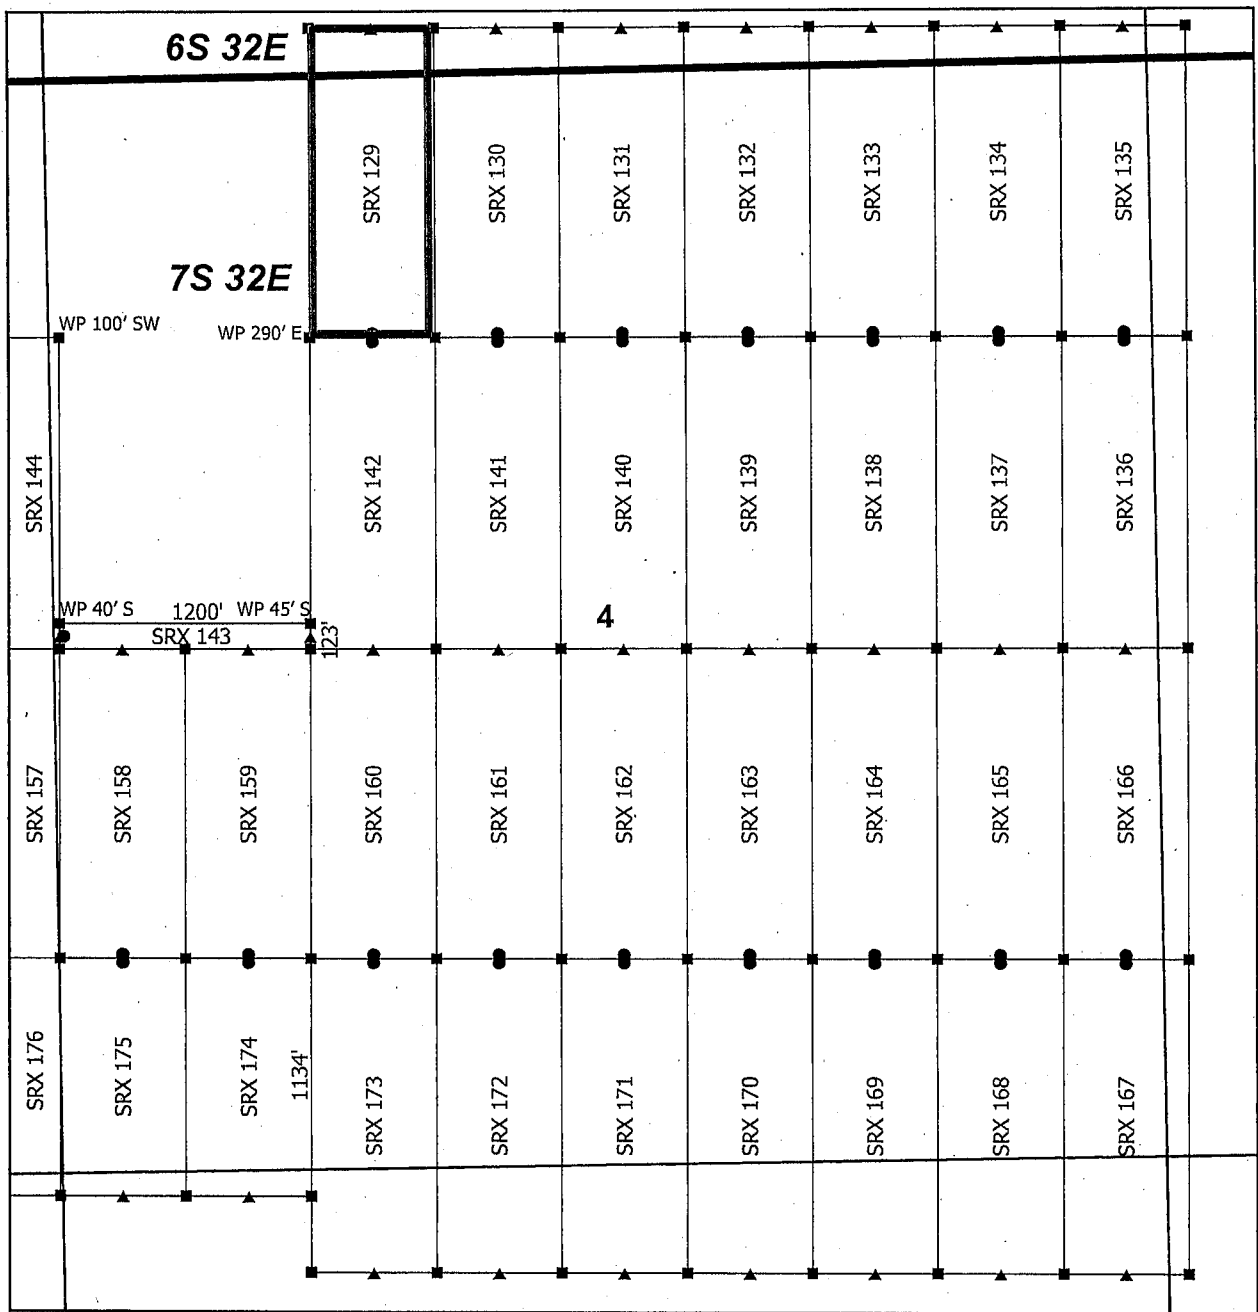 6S 32E
SRX 129
SRX 130
SRX 131
SRX 132
SRX 133
SRX 134
SRX 135
7S 32E
WP 100' SW
WP 290' E
SRX 144
SRX 142
SRX 141
SRX 140
SRX 139
SRX 138
SRX 137
SRX 136
WP 40' S
1200'
WP 45' S
SRX 143
123'
4
SRX 157
SRX 158
SRX 159
SRX 160
SRX 161
SRX 162
SRX 163
SRX 164
SRX 165
SRX 166
SRX 176
SRX 175
SRX 174
1134'
SRX 173
SRX 172
SRX 171
SRX 170
SRX 169
SRX 168
SRX 167